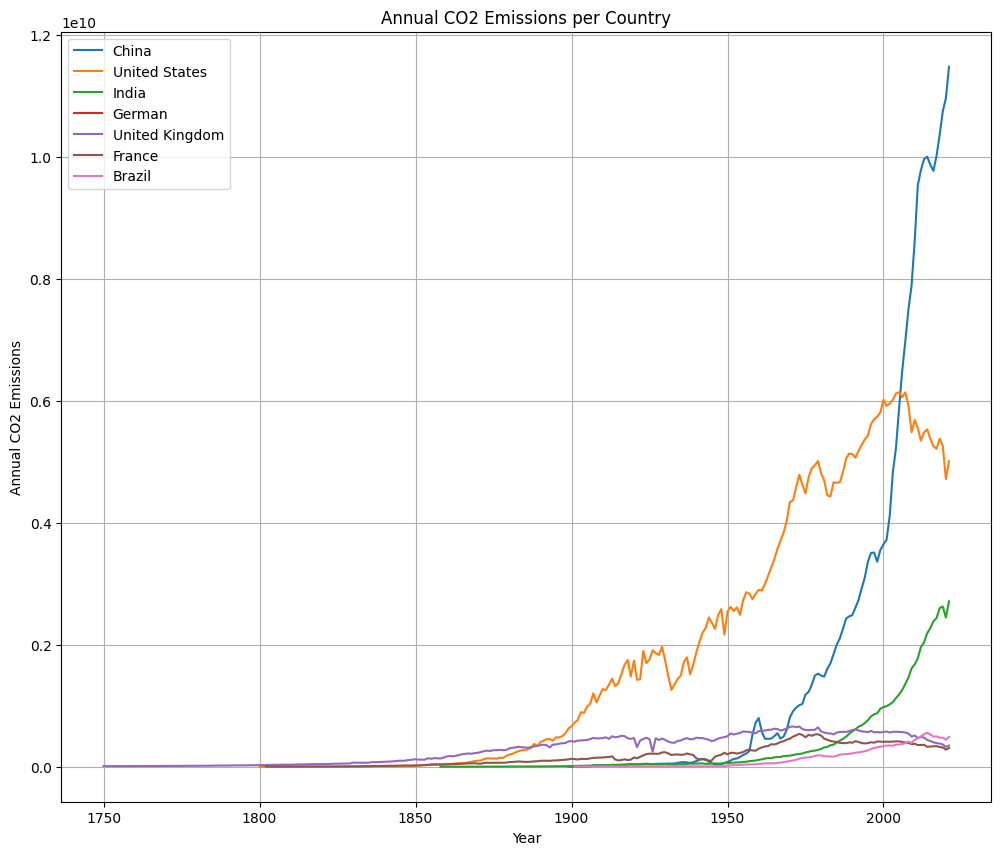 Annual CO2 Emissions per Country
1e10
China
United States
India
German
United Kingdom
France
Brazil
1.2
1.0
0.8
0.6
0.4
0.2
0.0
Annual CO2 Emissions
1750 1800 1850 1900 1950 2000
Year